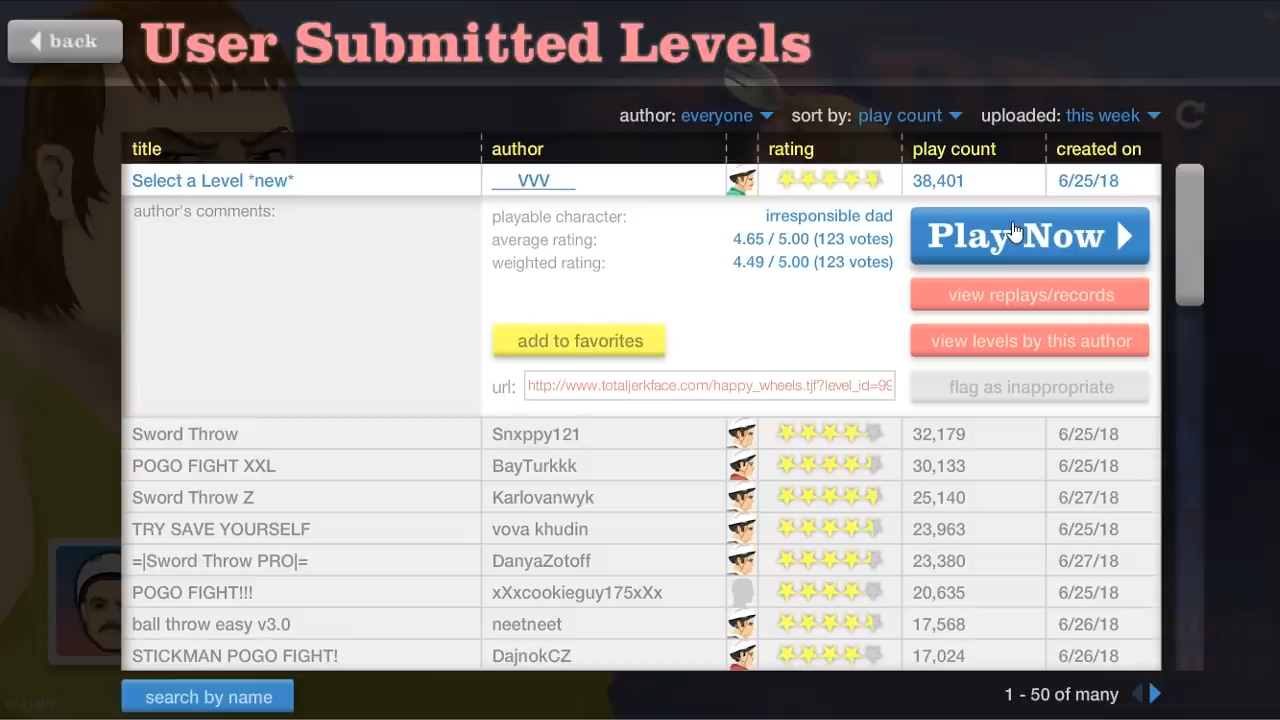 back
User Submitted Levels
author: everyone sort by: play count uploaded: this week
title author rating play count created on
Select a Level *new* __VVV__ 38,401 6/25/18
author's comments:
playable character: irresponsible dad
average rating: 4.65 / 5.00 (123 votes)
weighted rating: 4.49 / 5.00 (123 votes)
Play Now
view replays/records
add to favorites
view levels by this author
url: http://www.totaljerkface.com/happy_wheels.tjf?level_id=99
flag as inappropriate
Sword Throw Snxppy121 32,179 6/25/18
POGO FIGHT XXL BayTurkkk 30,133 6/25/18
Sword Throw Z Karlovanwyk 25,140 6/27/18
TRY SAVE YOURSELF vova khudin 23,963 6/25/18
=|Sword Throw PRO|= DanyaZotoff 23,380 6/27/18
POGO FIGHT!!! xXxcookieguy175xXx 20,635 6/25/18
ball throw easy v3.0 neetneet 17,568 6/26/18
STICKMAN POGO FIGHT! DajnokCZ 17,024 6/26/18
search by name
1 - 50 of many